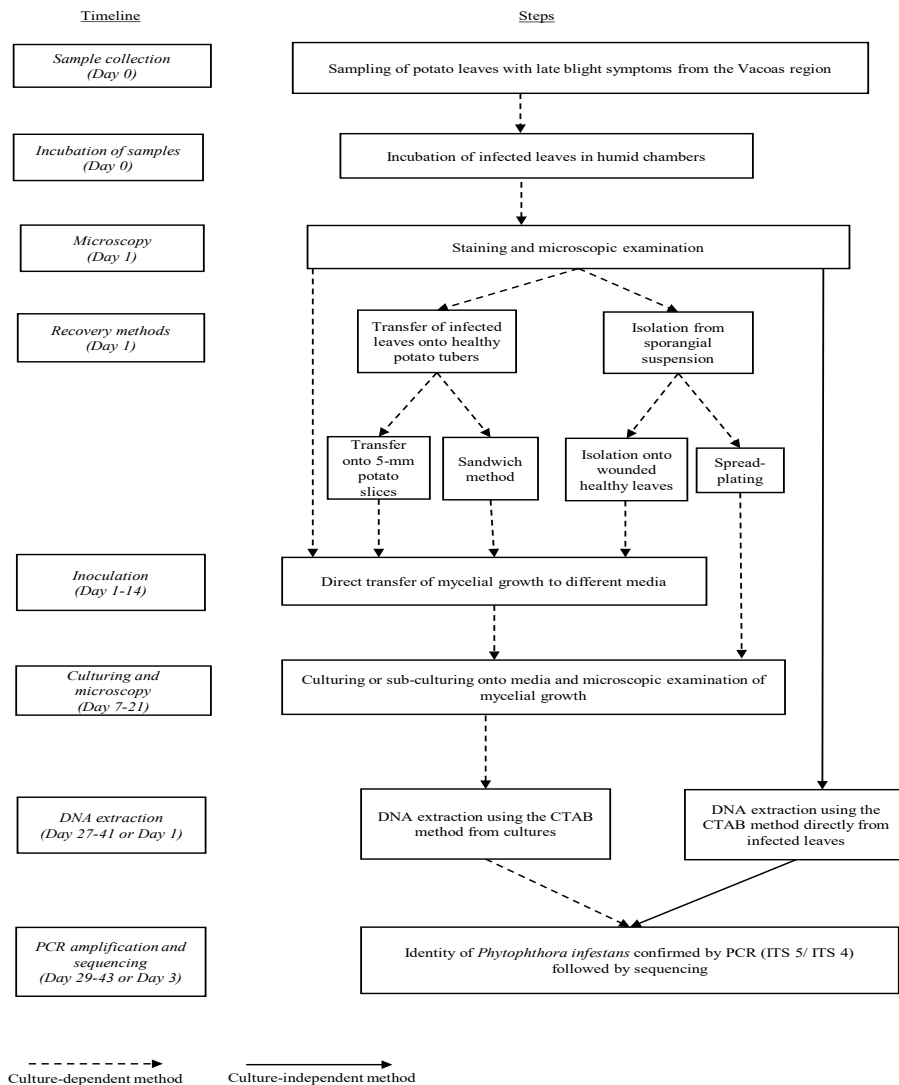 Timeline
Steps
Sample collection
(Day 0)
Sampling of potato leaves with late blight symptoms from the Vacoas region
Incubation of samples
(Day 0)
Incubation of infected leaves in humid chambers
Microscopy
(Day 1)
Staining and microscopic examination
Recovery methods
(Day 1)
Transfer of infected
leaves onto healthy
potato tubers
Isolation from
sporangial
suspension
Transfer
onto 5-mm
potato
slices
Sandwich
method
Isolation onto
wounded
healthy leaves
Spread-
plating
Inoculation
(Day 1-14)
Direct transfer of mycelial growth to different media
Culturing and
microscopy
(Day 7-21)
Culturing or sub-culturing onto media and microscopic examination of
mycelial growth
DNA extraction
(Day 27-41 or Day 1)
DNA extraction using the CTAB
method from cultures
DNA extraction using the
CTAB method directly from
infected leaves
PCR amplification and
sequencing
(Day 29-43 or Day 3)
Identity of Phytophthora infestans confirmed by PCR (ITS 5/ ITS 4)
followed by sequencing
Culture-dependent method
Culture-independent method